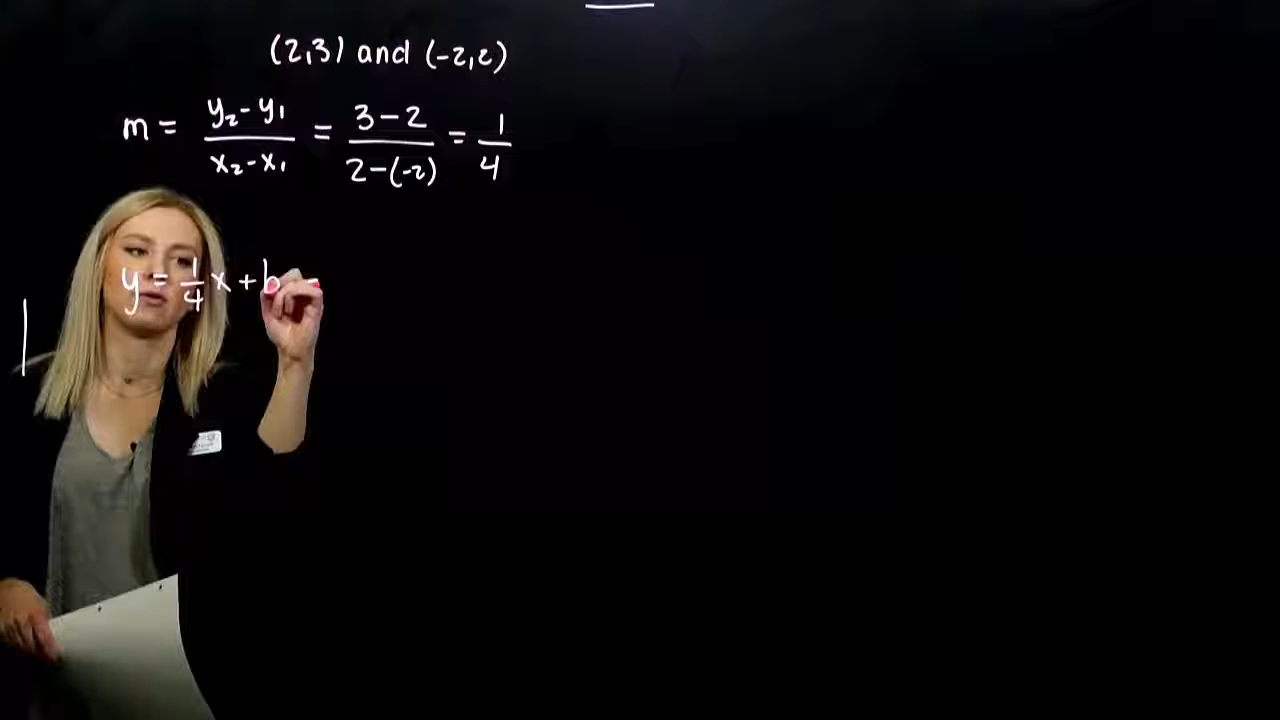 (2,3) and (-2,2)
m = y₂-y₁ / x₂-x₁ = 3-2 / 2-(-2) = 1/4
y = 1/4 x + b